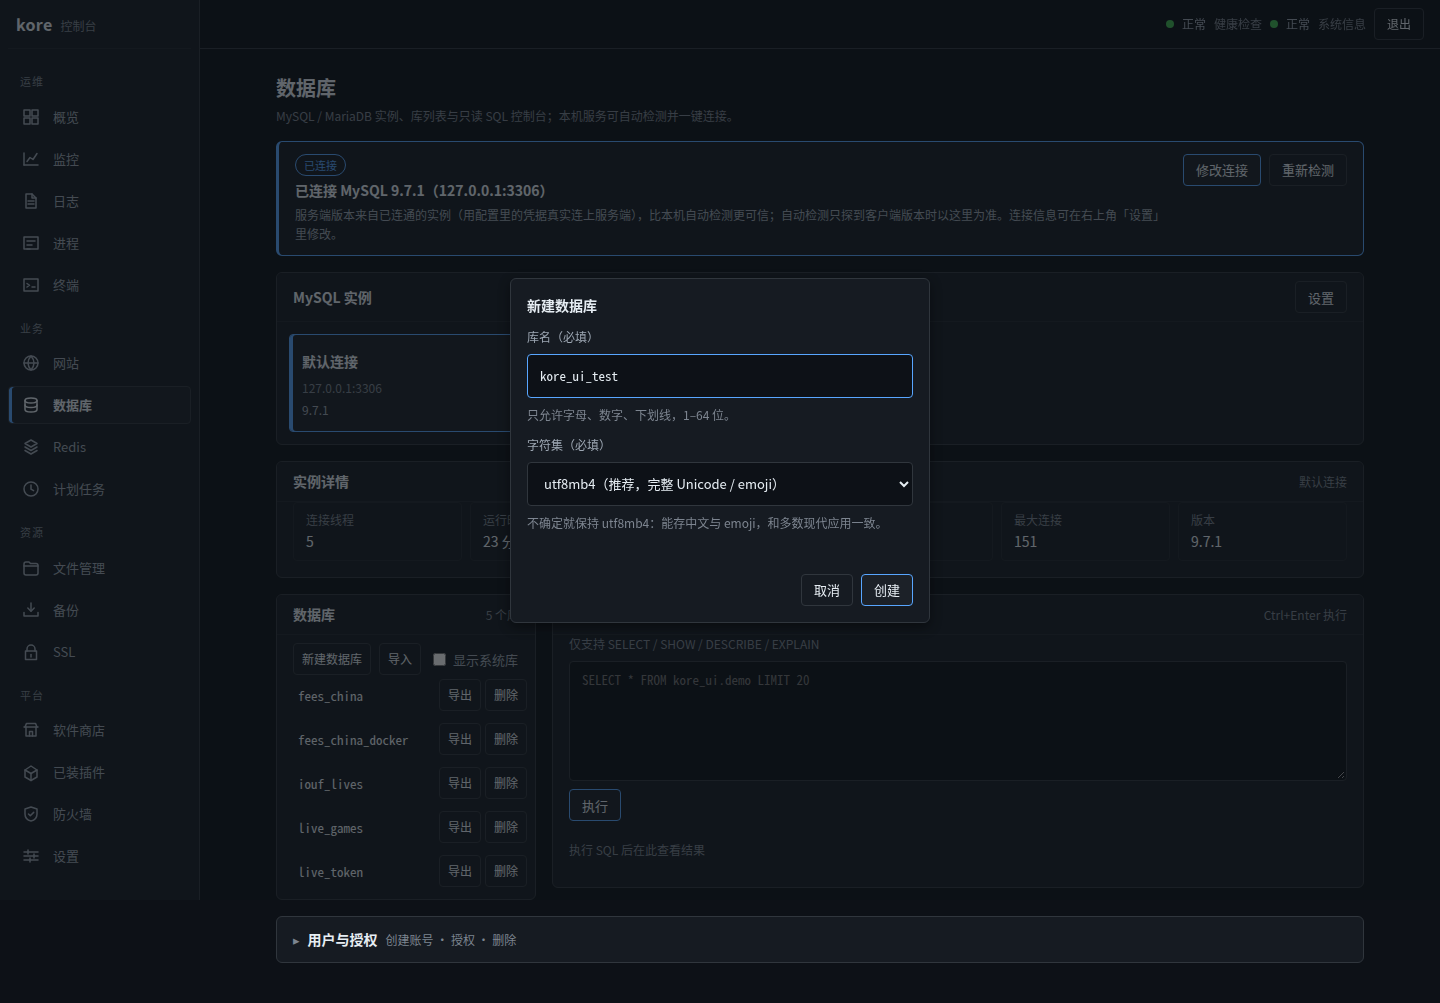 kore 控制台
正常 健康检查 正常 系统信息 退出
运维
概览
监控
日志
进程
终端
业务
网站
数据库
Redis
计划任务
资源
文件管理
备份
SSL
平台
软件商店
已装插件
防火墙
设置
数据库
MySQL / MariaDB 实例、库列表与只读 SQL 控制台；本机服务可自动检测并一键连接。
已连接
已连接 MySQL 9.7.1（127.0.0.1:3306）
服务端版本来自已连通的实例（用配置里的凭据真实连上服务端），比本机自动检测更可信；自动检测只探到客户端版本时以这里为准。连接信息可在右上角「设置」
里修改。
修改连接 重新检测
MySQL 实例 设置
默认连接
127.0.0.1:3306
9.7.1
实例详情 默认连接
连接线程
5
运行
23
最大连接
151
版本
9.7.1
数据库 5 个
新建数据库 导入 显示系统库
fees_china 导出 删除
fees_china_docker 导出 删除
iouf_lives 导出 删除
live_games 导出 删除
live_token 导出 删除
Ctrl+Enter 执行
仅支持 SELECT / SHOW / DESCRIBE / EXPLAIN
SELECT * FROM kore_ui.demo LIMIT 20
执行
执行 SQL 后在此查看结果
▸ 用户与授权 创建账号 · 授权 · 删除
新建数据库
库名（必填）
kore_ui_test
只允许字母、数字、下划线，1–64 位。
字符集（必填）
utf8mb4（推荐，完整 Unicode / emoji）
不确定就保持 utf8mb4：能存中文与 emoji，和多数现代应用一致。
取消 创建